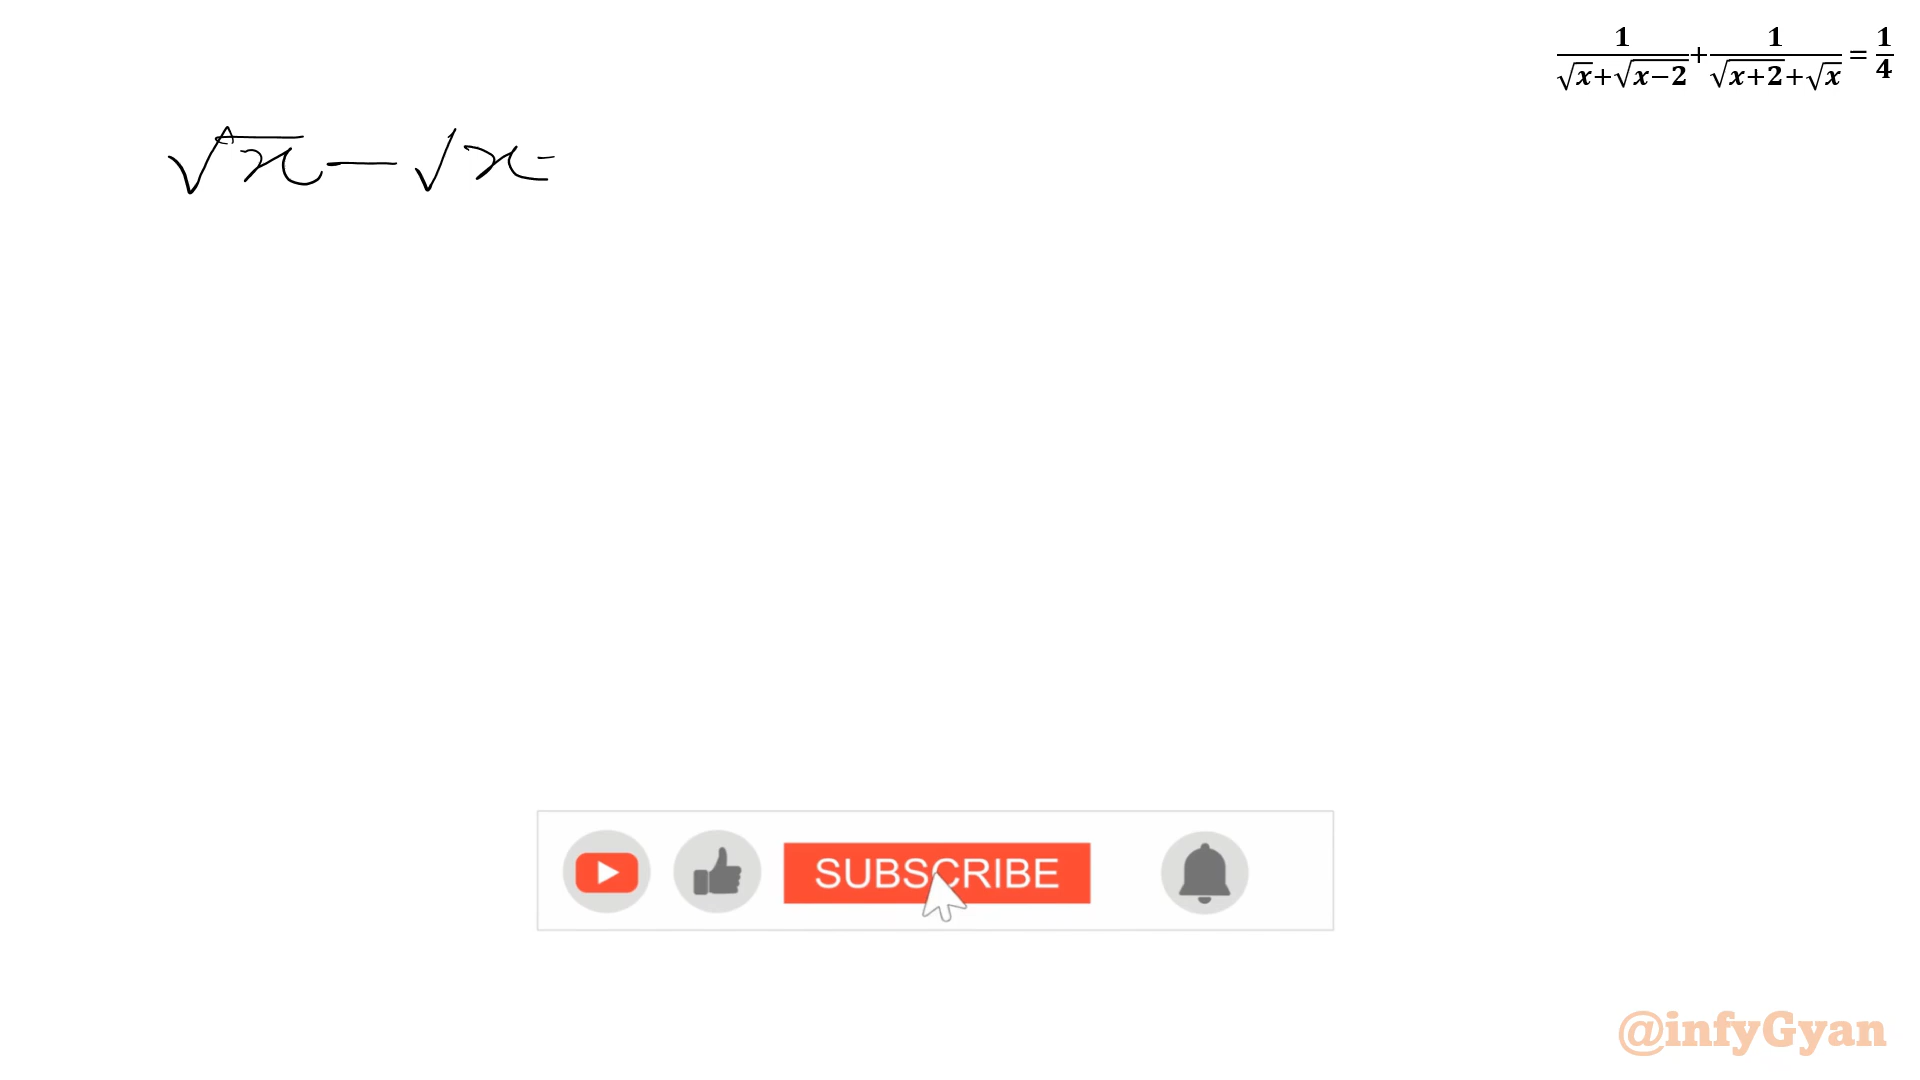 1/(√x+√(x−2)) + 1/(√(x+2)+√x) = 1/4
√x − √x
SUBSCRIBE
@infyGyan